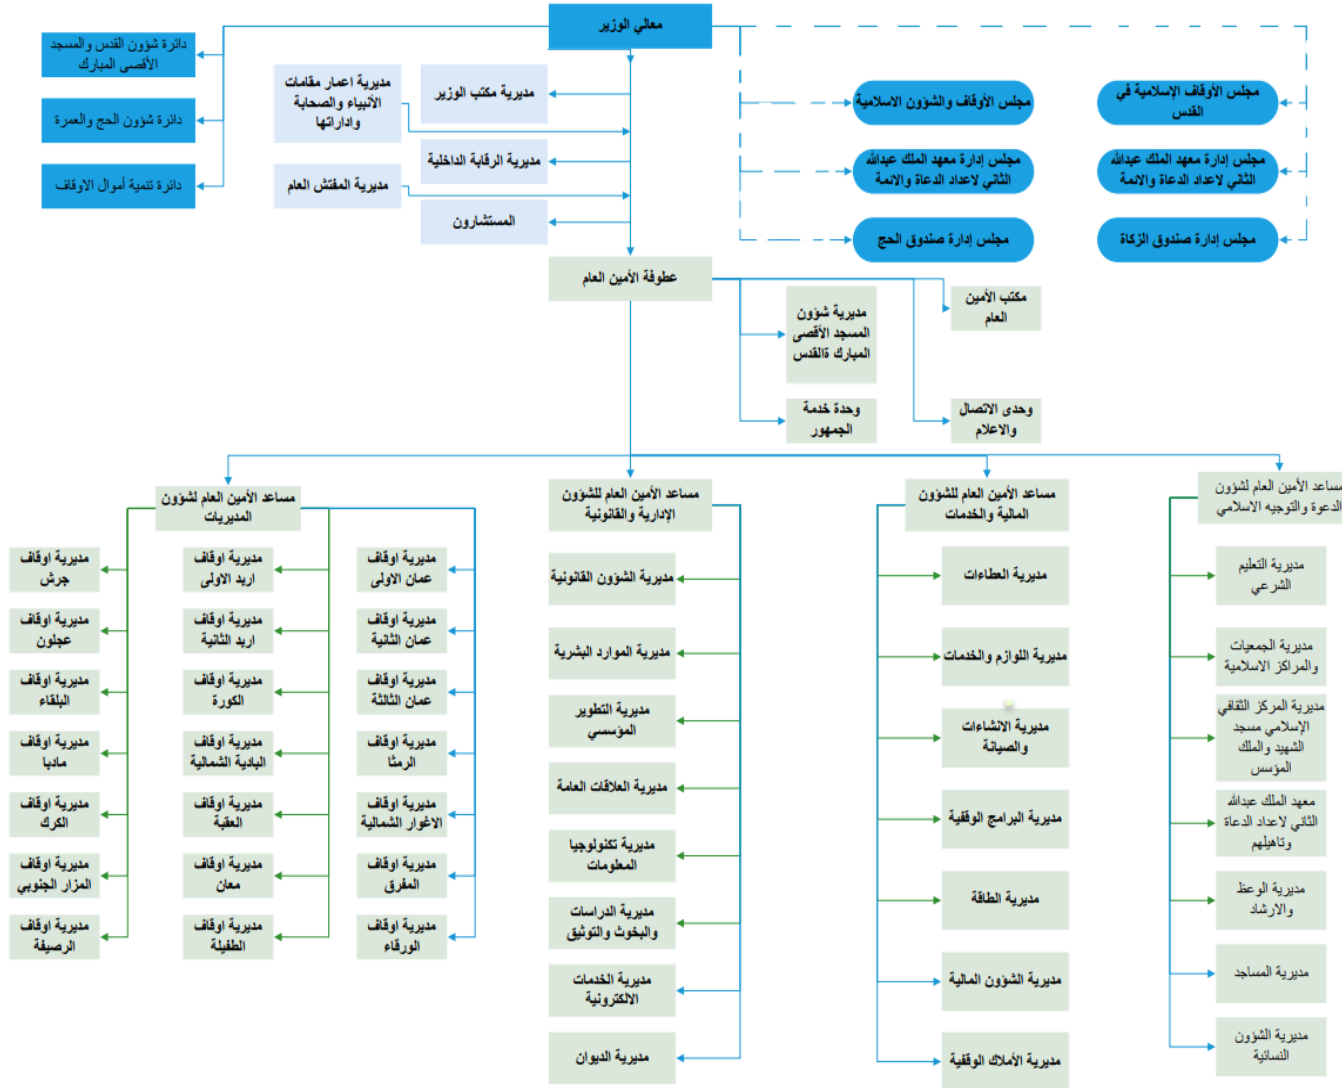 معالي الوزير
دائرة شؤون القدس والمسجد
الأقصى المبارك
دائرة شؤون الحج والعمرة
دائرة تنمية أموال الاوقاف
مديرية اعمار مقامات
الأنبياء والصحابة
واداراتها
مديرية المفتش العام
مديرية مكتب الوزير
مديرية الرقابة الداخلية
المستشارون
مجلس الأوقاف الإسلامية في
القدس
مجلس إدارة معهد الملك عبدالله
الثاني لاعداد الدعاة والائمة
مجلس إدارة صندوق الزكاة
مجلس الأوقاف والشؤون الاسلامية
مجلس إدارة معهد الملك عبدالله
الثاني لاعداد الدعاة والائمة
مجلس إدارة صندوق الحج
عطوفة الأمين العام
مكتب الأمين
العام
مديرية شؤون
المسجد الأقصى
المبارك ةالقدس
وحدى الاتصال
والاعلام
وحدة خدمة
الجمهور
مساعد الأمين العام لشؤون
الدعوة والتوجيه الاسلامي
مديرية التعليم
الشرعي
مديرية الجمعيات
والمراكز الاسلامية
مديرية المركز الثقافي
الإسلامي مسجد
الشهيد والملك
المؤسس
معهد الملك عبدالله
الثاني لاعداد الدعاة
وتاهيلهم
مديرية الوعظ
والارشاد
مديرية المساجد
مديرية الشؤون
النسائية
مساعد الأمين العام للشؤون
المالية والخدمات
مديرية العطاءات
مديرية اللوازم والخدمات
مديرية الانشاءات
والصيانة
مديرية البرامج الوقفية
مديرية الطاقة
مديرية الشؤون المالية
مديرية الأملاك الوقفية
مساعد الأمين العام للشؤون
الإدارية والقانونية
مديرية الشؤون القانونية
مديرية الموارد البشرية
مديرية التطوير
المؤسسي
مديرية العلاقات العامة
مديرية تكنولوجيا
المعلومات
مديرية الدراسات
والبخوث والتوثيق
مديرية الخدمات
الالكترونية
مديرية الديوان
مساعد الأمين العام لشؤون
المديريات
مديرية اوقاف
عمان الاولى
مديرية اوقاف
عمان الثانية
مديرية اوقاف
عمان الثالثة
مديرية اوقاف
الرمثا
مديرية اوقاف
الاغوار الشمالية
مديرية اوقاف
المفرق
مديرية اوقاف
الورقاء
مديرية اوقاف
اربد الاولى
مديرية اوقاف
اربد الثانية
مديرية اوقاف
الكورة
مديرية اوقاف
البادية الشمالية
مديرية اوقاف
العقبة
مديرية اوقاف
معان
مديرية اوقاف
الطفيلة
مديرية اوقاف
جرش
مديرية اوقاف
عجلون
مديرية اوقاف
البلقاء
مديرية اوقاف
مادبا
مديرية اوقاف
الكرك
مديرية اوقاف
المزار الجنوبي
مديرية اوقاف
الرصيفة